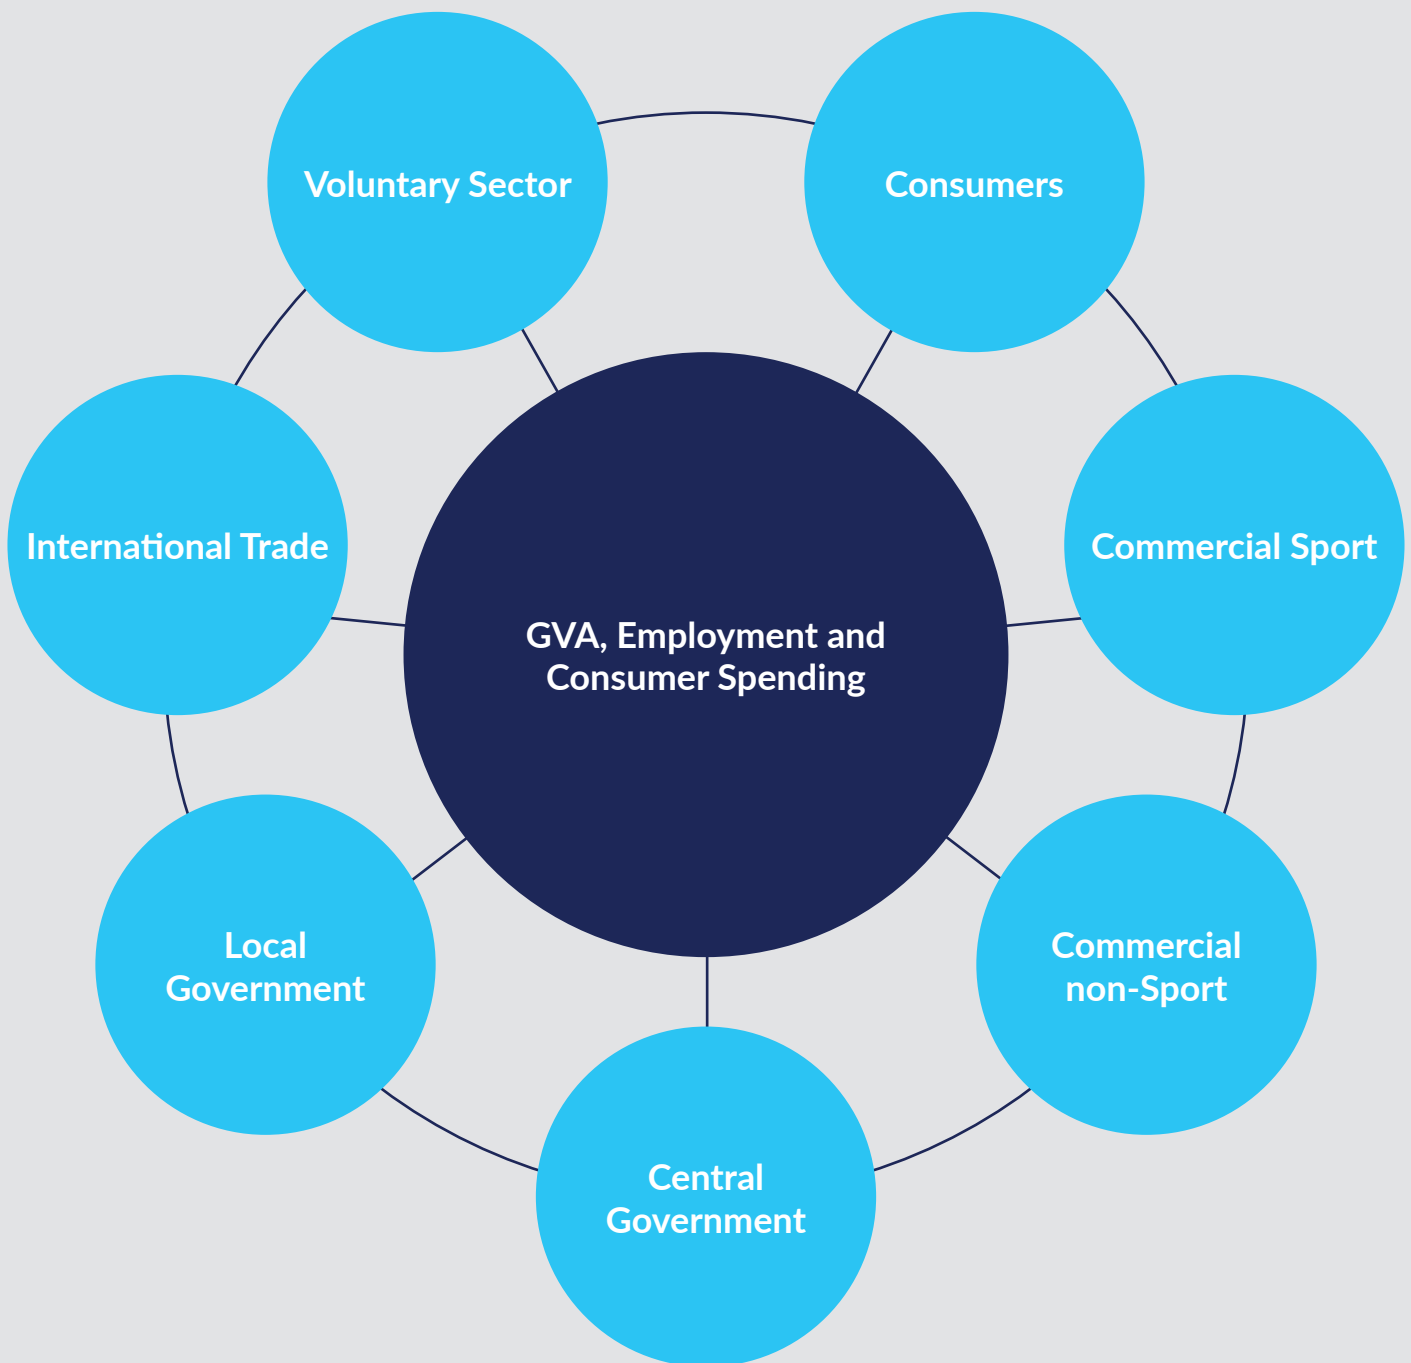 Voluntary Sector
Consumers
International Trade
Commercial Sport
GVA, Employment and
Consumer Spending
Local
Government
Commercial
non-Sport
Central
Government